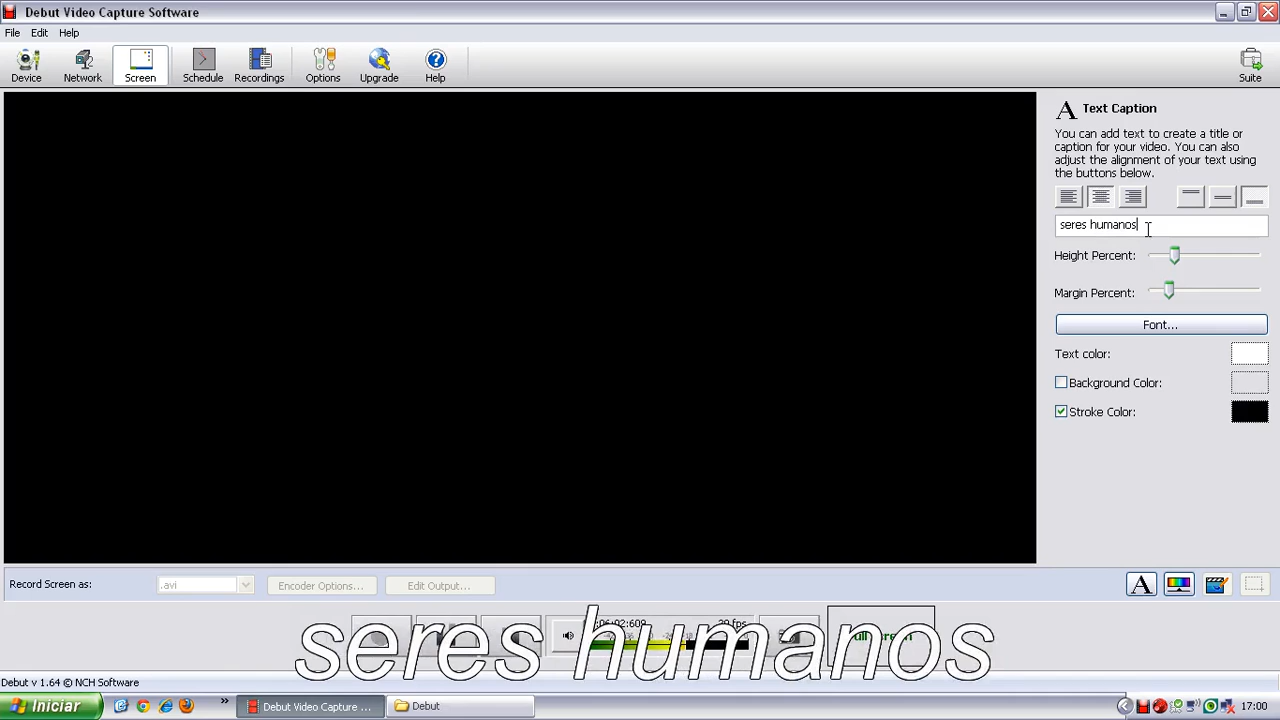 Debut Video Capture Software
File Edit Help
Device Network Screen Schedule Recordings Options Upgrade Help Suite
A Text Caption
You can add text to create a title or
caption for your video. You can also
adjust the alignment of your text using
the buttons below.
seres humanos
Height Percent:
Margin Percent:
Font...
Text color:
Background Color:
Stroke Color:
Record Screen as: .avi Encoder Options... Edit Output...
A
seres humanos
Debut v 1.64 © NCH Software
Iniciar » Debut Video Capture ... Debut 17:00